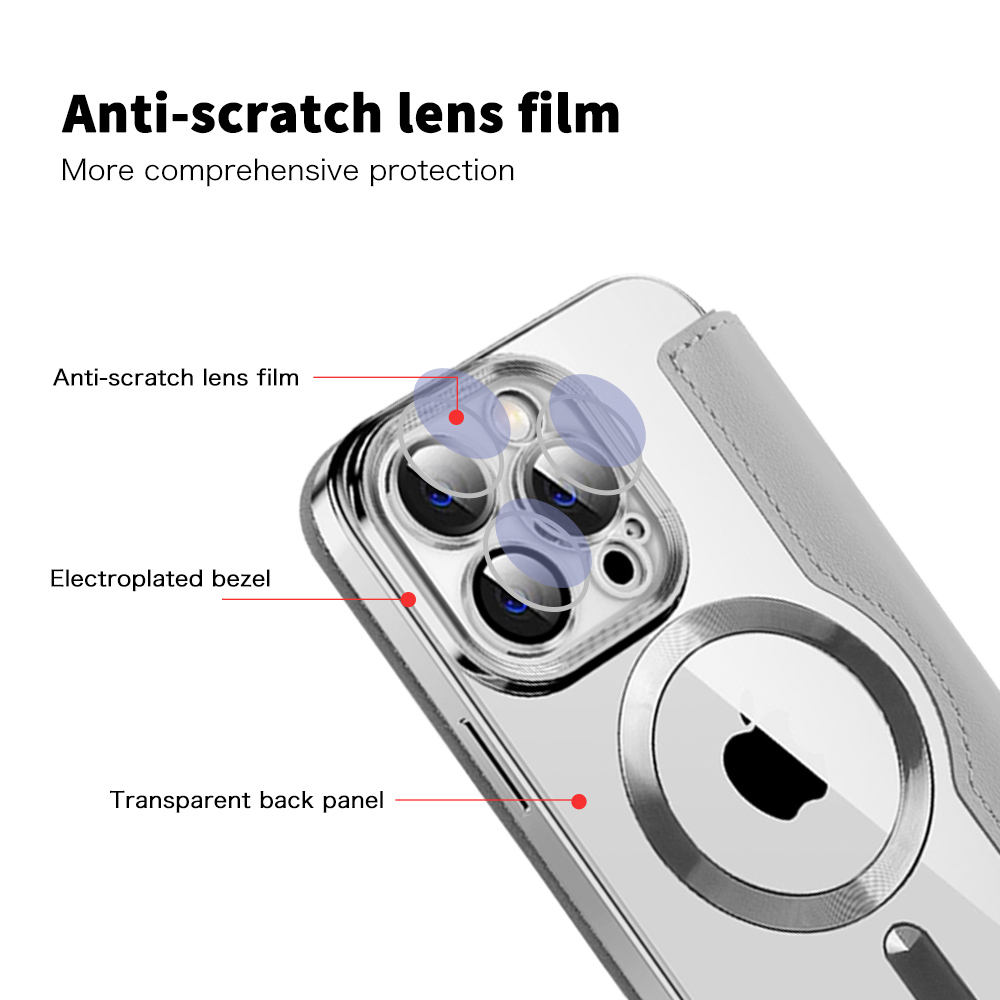 Anti-scratch lens film
More comprehensive protection
Anti-scratch lens film
Electroplated bezel
Transparent back panel